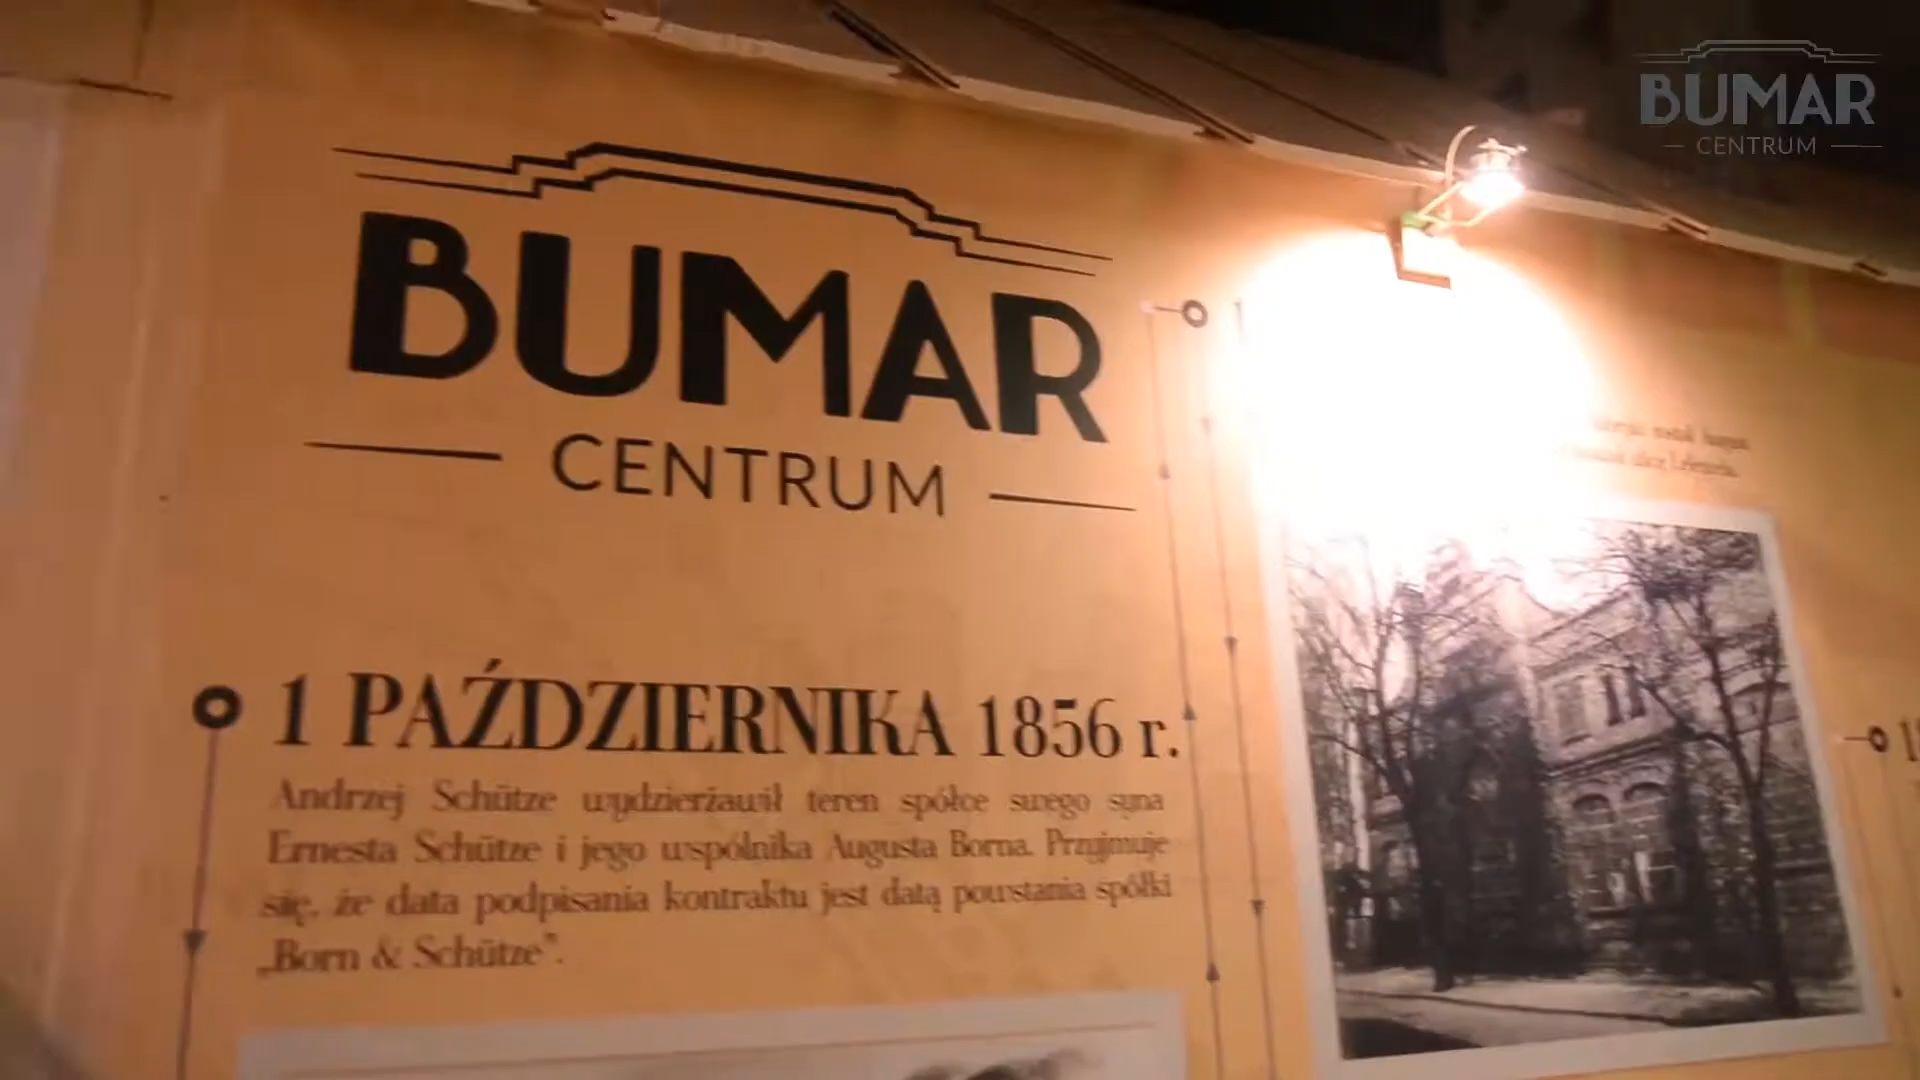 BUMAR
CENTRUM
BUMAR
CENTRUM
1 PAŹDZIERNIKA 1856 r.
Andrzej Schütze wydzierżawił teren spółce swego syna
Ernesta Schütze i jego wspólnika Augusta Borna. Przyjmuje
się, że data podpisania kontraktu jest datą powstania spółki
„Born & Schütze”.